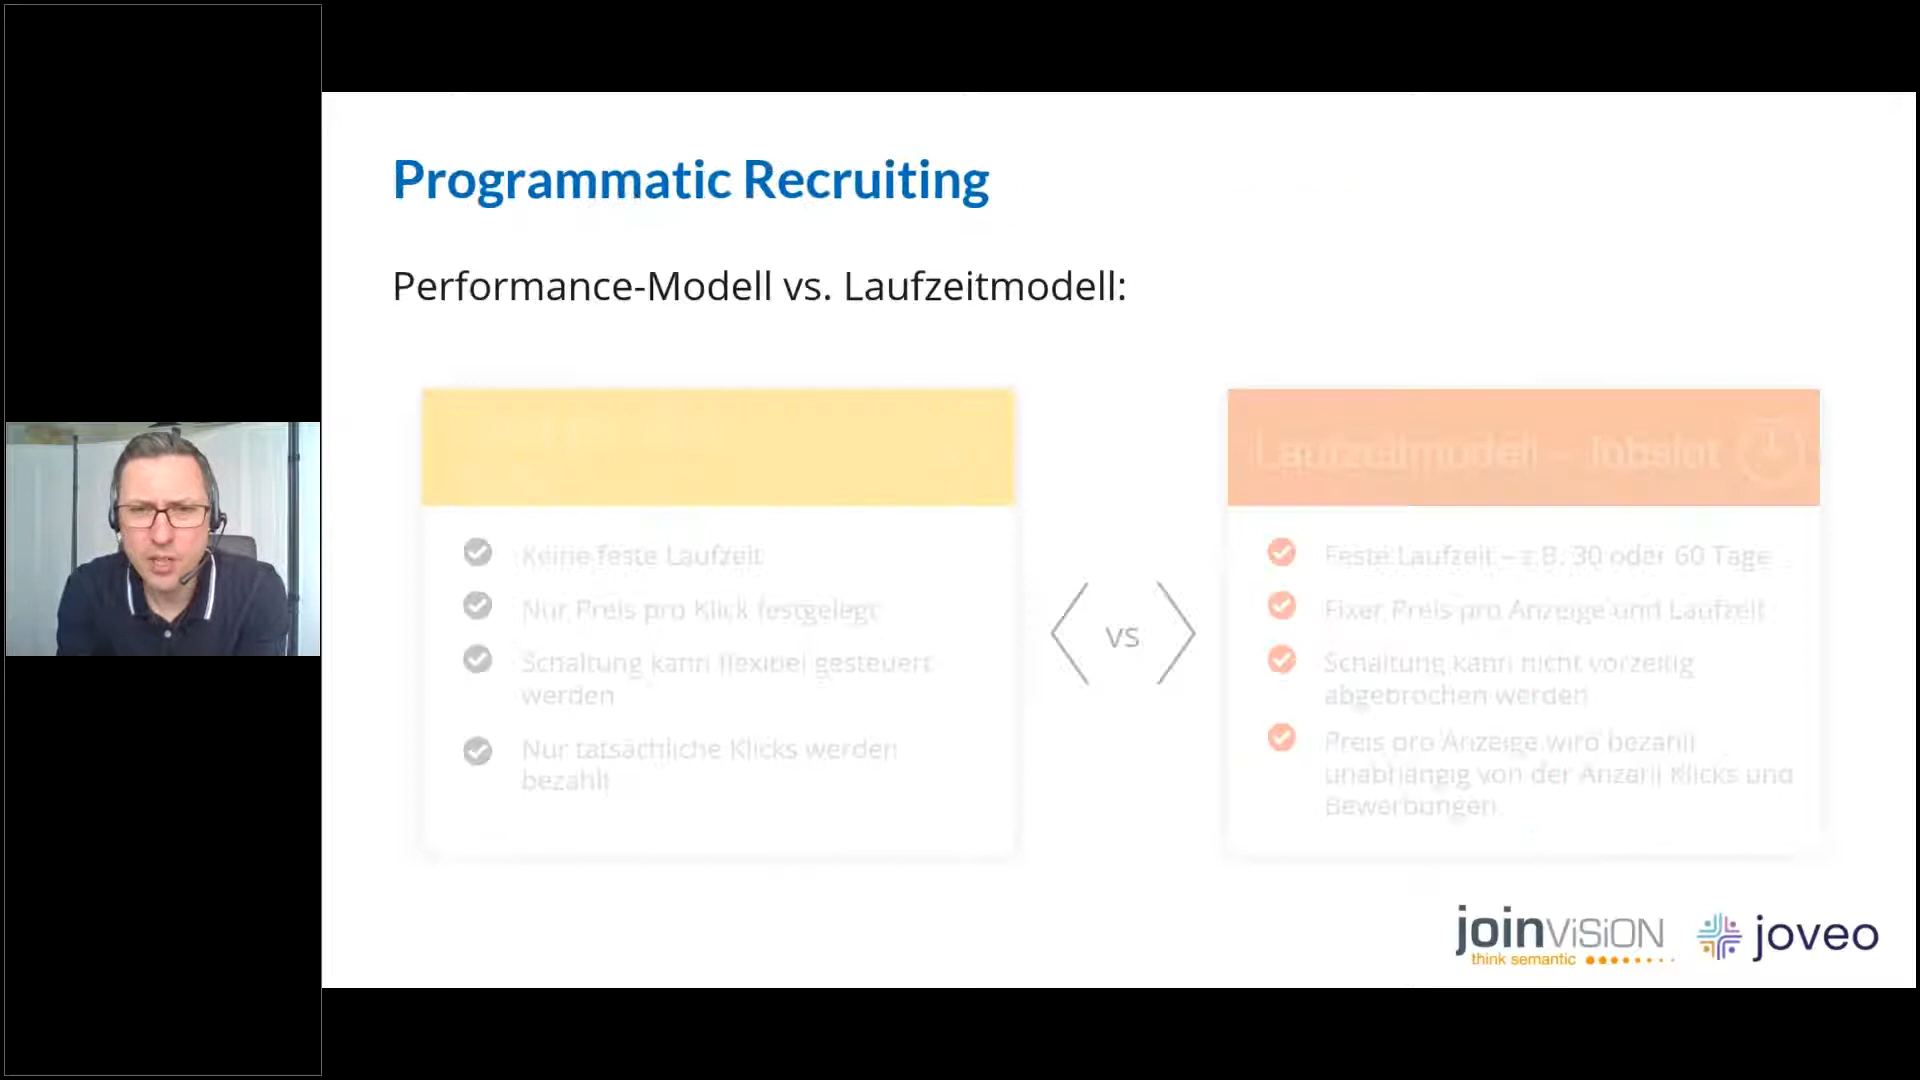 Programmatic Recruiting
Performance-Modell vs. Laufzeitmodell:
Keine feste Laufzeit
Nur Preis pro Klick festgelegt
Schaltung kann flexibel gesteuert
werden
Nur tatsächliche Klicks werden
bezahlt
vs
Laufzeitmodell – Jobslot
Feste Laufzeit – z.B. 30 oder 60 Tage
Fixer Preis pro Anzeige und Laufzeit
Schaltung kann nicht vorzeitig
abgebrochen werden
Preis pro Anzeige wird bezahlt
unabhängig von der Anzahl Klicks und
Bewerbungen
joinViSiON
think semantic
joveo